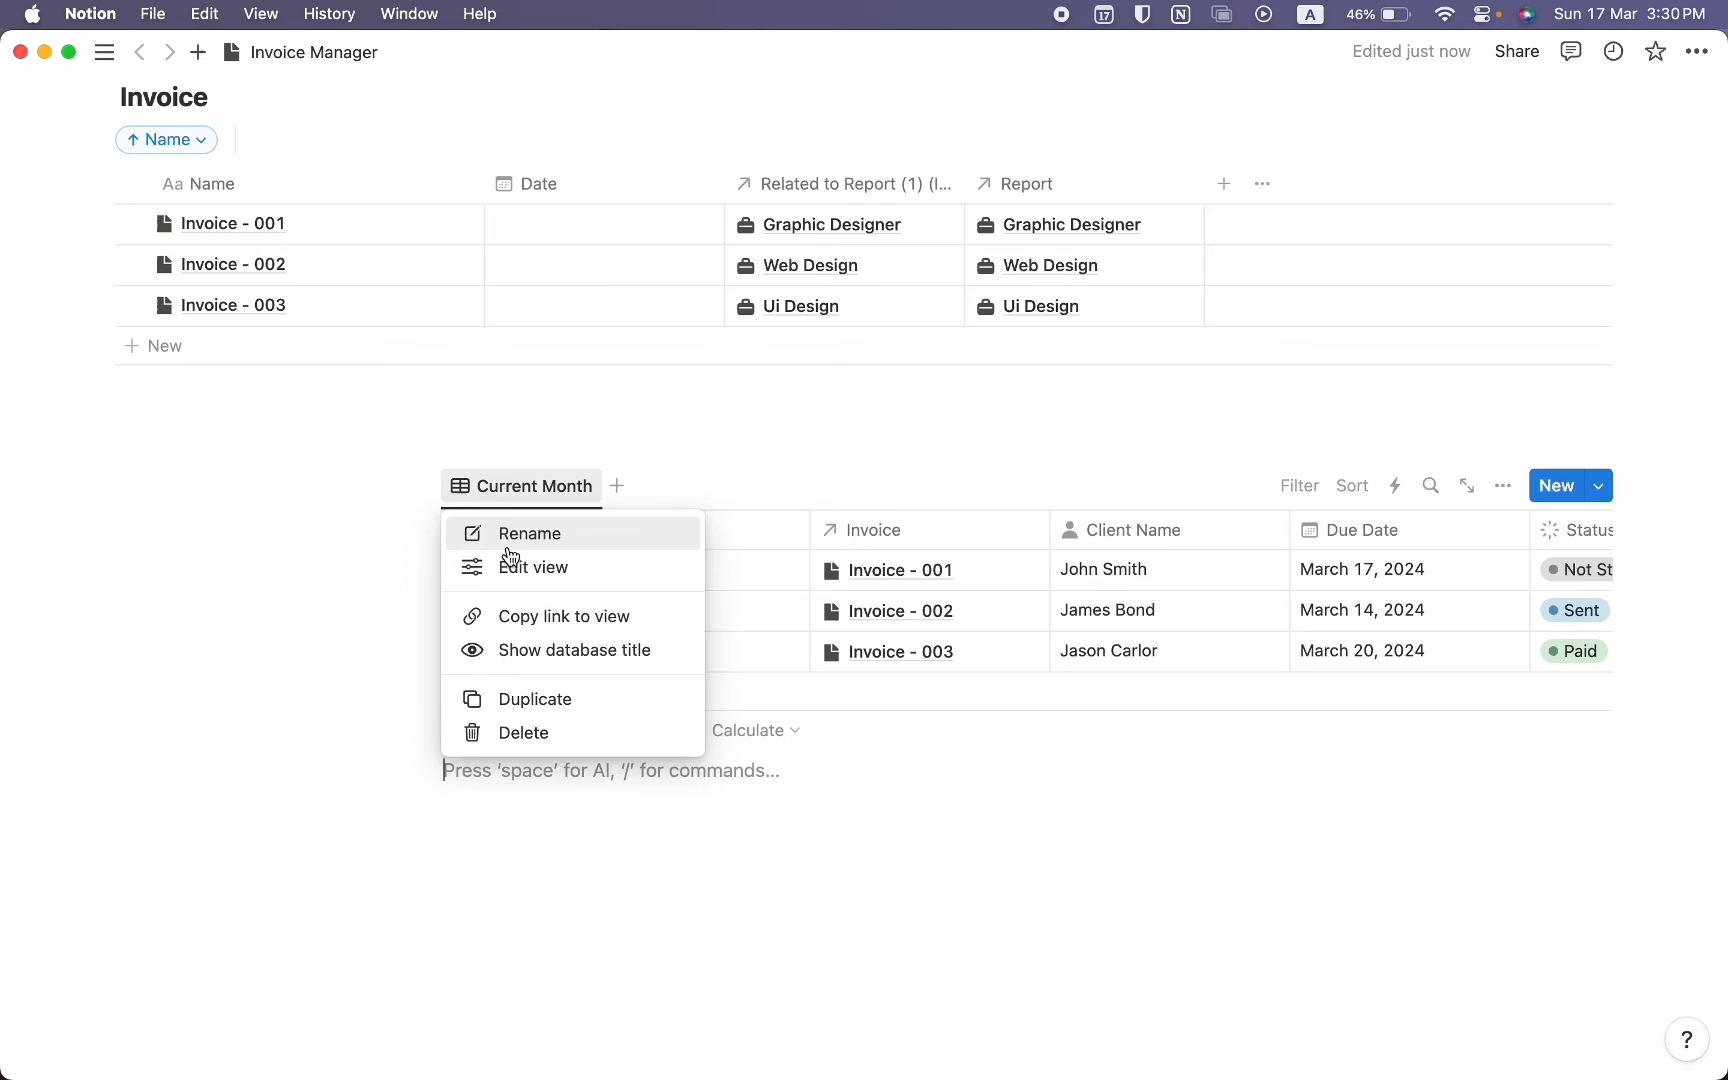 Notion File Edit View History Window Help 17 A 46% Sun 17 Mar 3:30 PM
Invoice Manager Edited just now Share
Invoice
Name
Aa Name Date Related to Report (1) (I... Report
Invoice - 001 Graphic Designer Graphic Designer
Invoice - 002 Web Design Web Design
Invoice - 003 Ui Design Ui Design
+ New
Current Month Filter Sort New
Rename Invoice Client Name Due Date Status
Edit view Invoice - 001 John Smith March 17, 2024 Not St
Copy link to view Invoice - 002 James Bond March 14, 2024 Sent
Show database title Invoice - 003 Jason Carlor March 20, 2024 Paid
Duplicate
Delete Calculate
Press ‘space’ for AI, ‘/’ for commands...
?